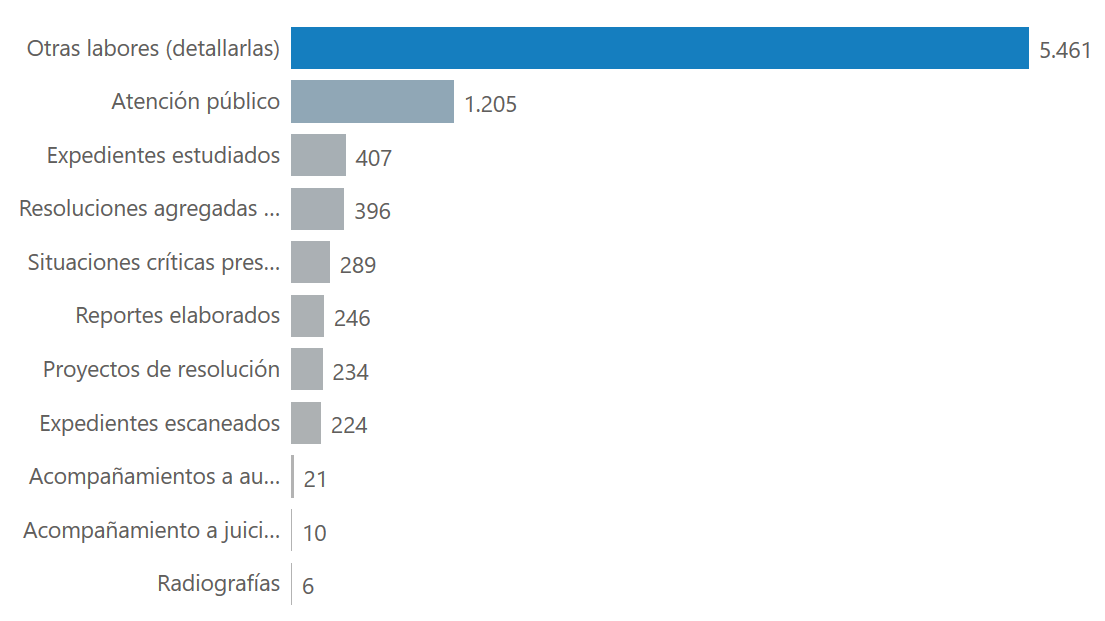 Otras labores (detallarlas) 5.461
Atención público 1.205
Expedientes estudiados 407
Resoluciones agregadas ... 396
Situaciones críticas pres... 289
Reportes elaborados 246
Proyectos de resolución 234
Expedientes escaneados 224
Acompañamientos a au... 21
Acompañamiento a juici... 10
Radiografías 6